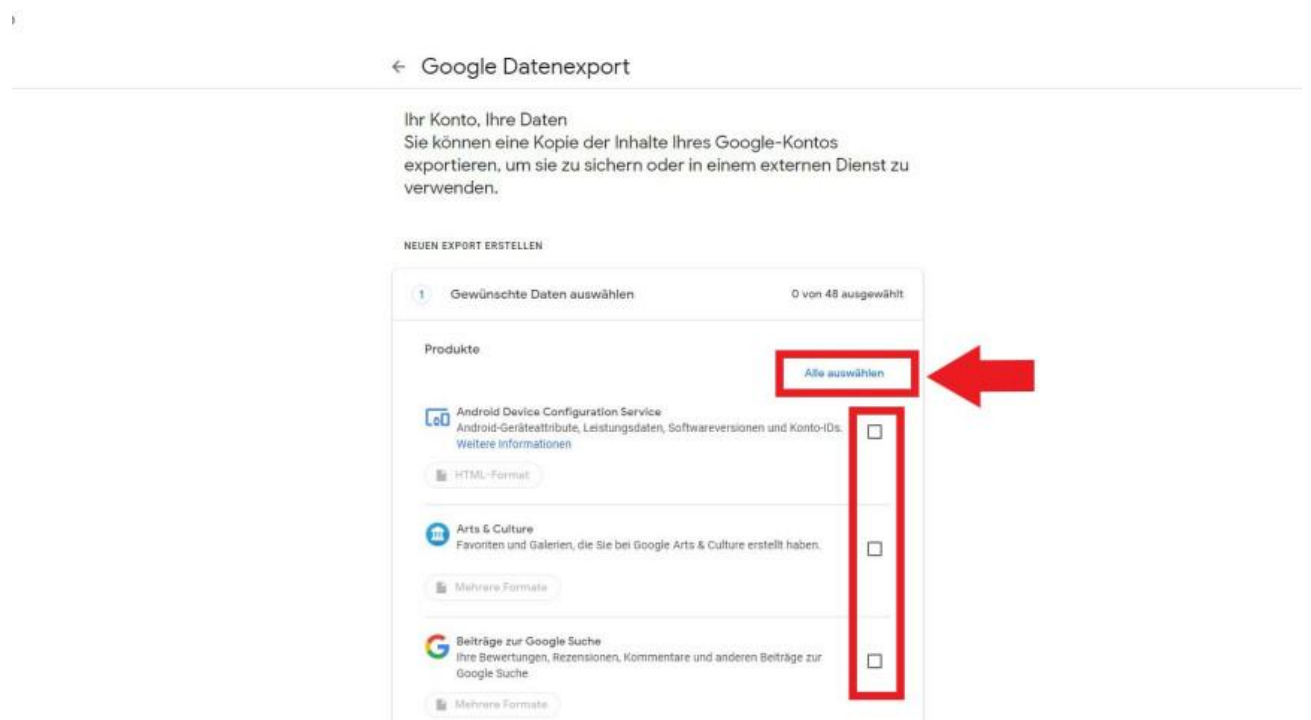 Google Datenexport
Ihr Konto, Ihre Daten
Sie können eine Kopie der Inhalte Ihres Google-Kontos
exportieren, um sie zu sichern oder in einem externen Dienst zu
verwenden.
NEUEN EXPORT ERSTELLEN
1 Gewünschte Daten auswählen 0 von 48 ausgewählt
Produkte
Alle auswählen
Android Device Configuration Service
Android-Geräteattribute, Leistungsdaten, Softwareversionen und Konto-IDs.
Weitere Informationen
HTML-Format
Arts & Culture
Favoriten und Galerien, die Sie bei Google Arts & Culture erstellt haben.
Mehrere Formate
Beiträge zur Google Suche
Ihre Bewertungen, Rezensionen, Kommentare und anderen Beiträge zur
Google Suche
Mehrere Formate